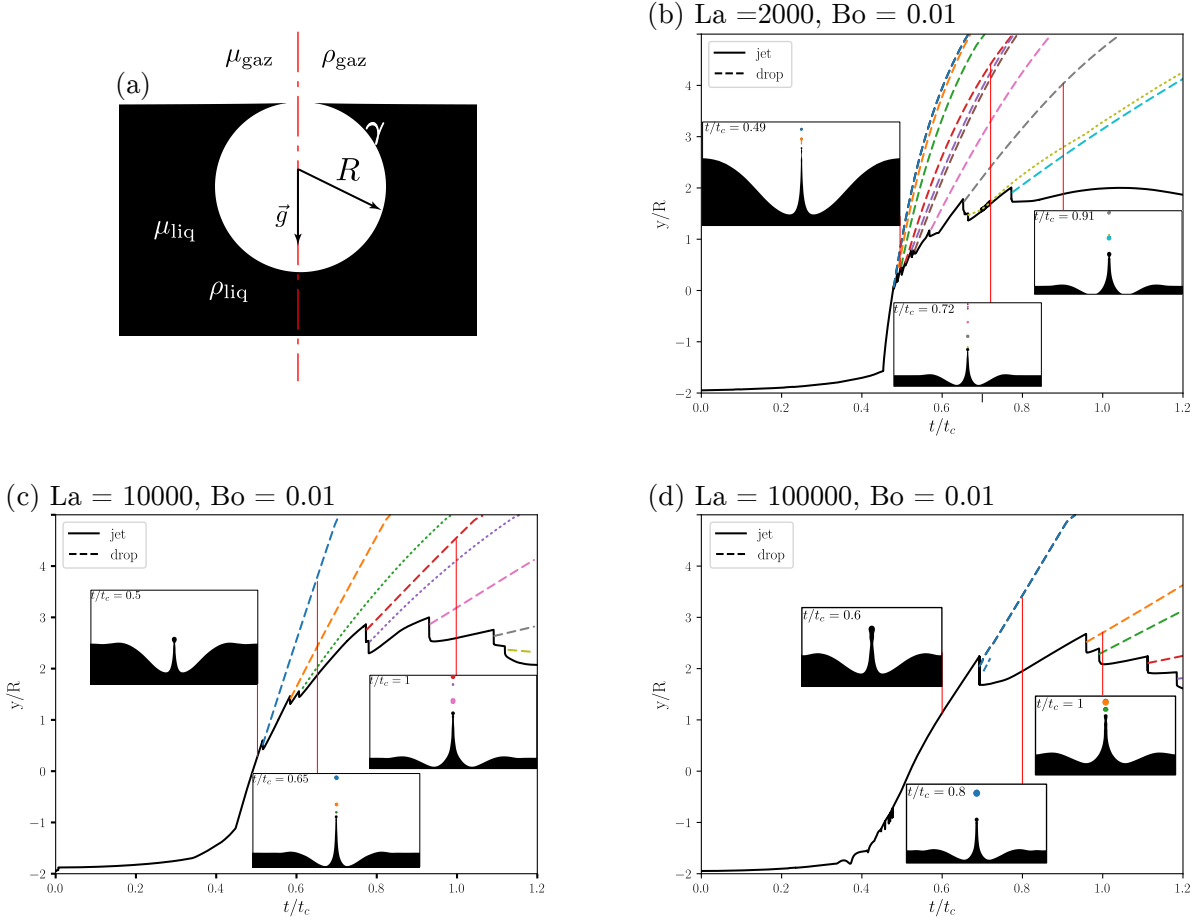 (a)
μgaz ρgaz
γ
R
g⃗
μliq
ρliq
(b) La =2000, Bo = 0.01
jet
drop
t/tc = 0.49
t/tc = 0.91
t/tc = 0.72
y/R
4
3
2
1
0
−1
−2
0.0 0.2 0.4 0.6 0.8 1.0 1.2
t/tc
(c) La = 10000, Bo = 0.01
jet
drop
t/tc = 0.5
t/tc = 1
t/tc = 0.65
y/R
4
3
2
1
0
−1
−2
0.0 0.2 0.4 0.6 0.8 1.0 1.2
t/tc
(d) La = 100000, Bo = 0.01
jet
drop
t/tc = 0.6
t/tc = 1
t/tc = 0.8
y/R
4
3
2
1
0
−1
−2
0.0 0.2 0.4 0.6 0.8 1.0 1.2
t/tc